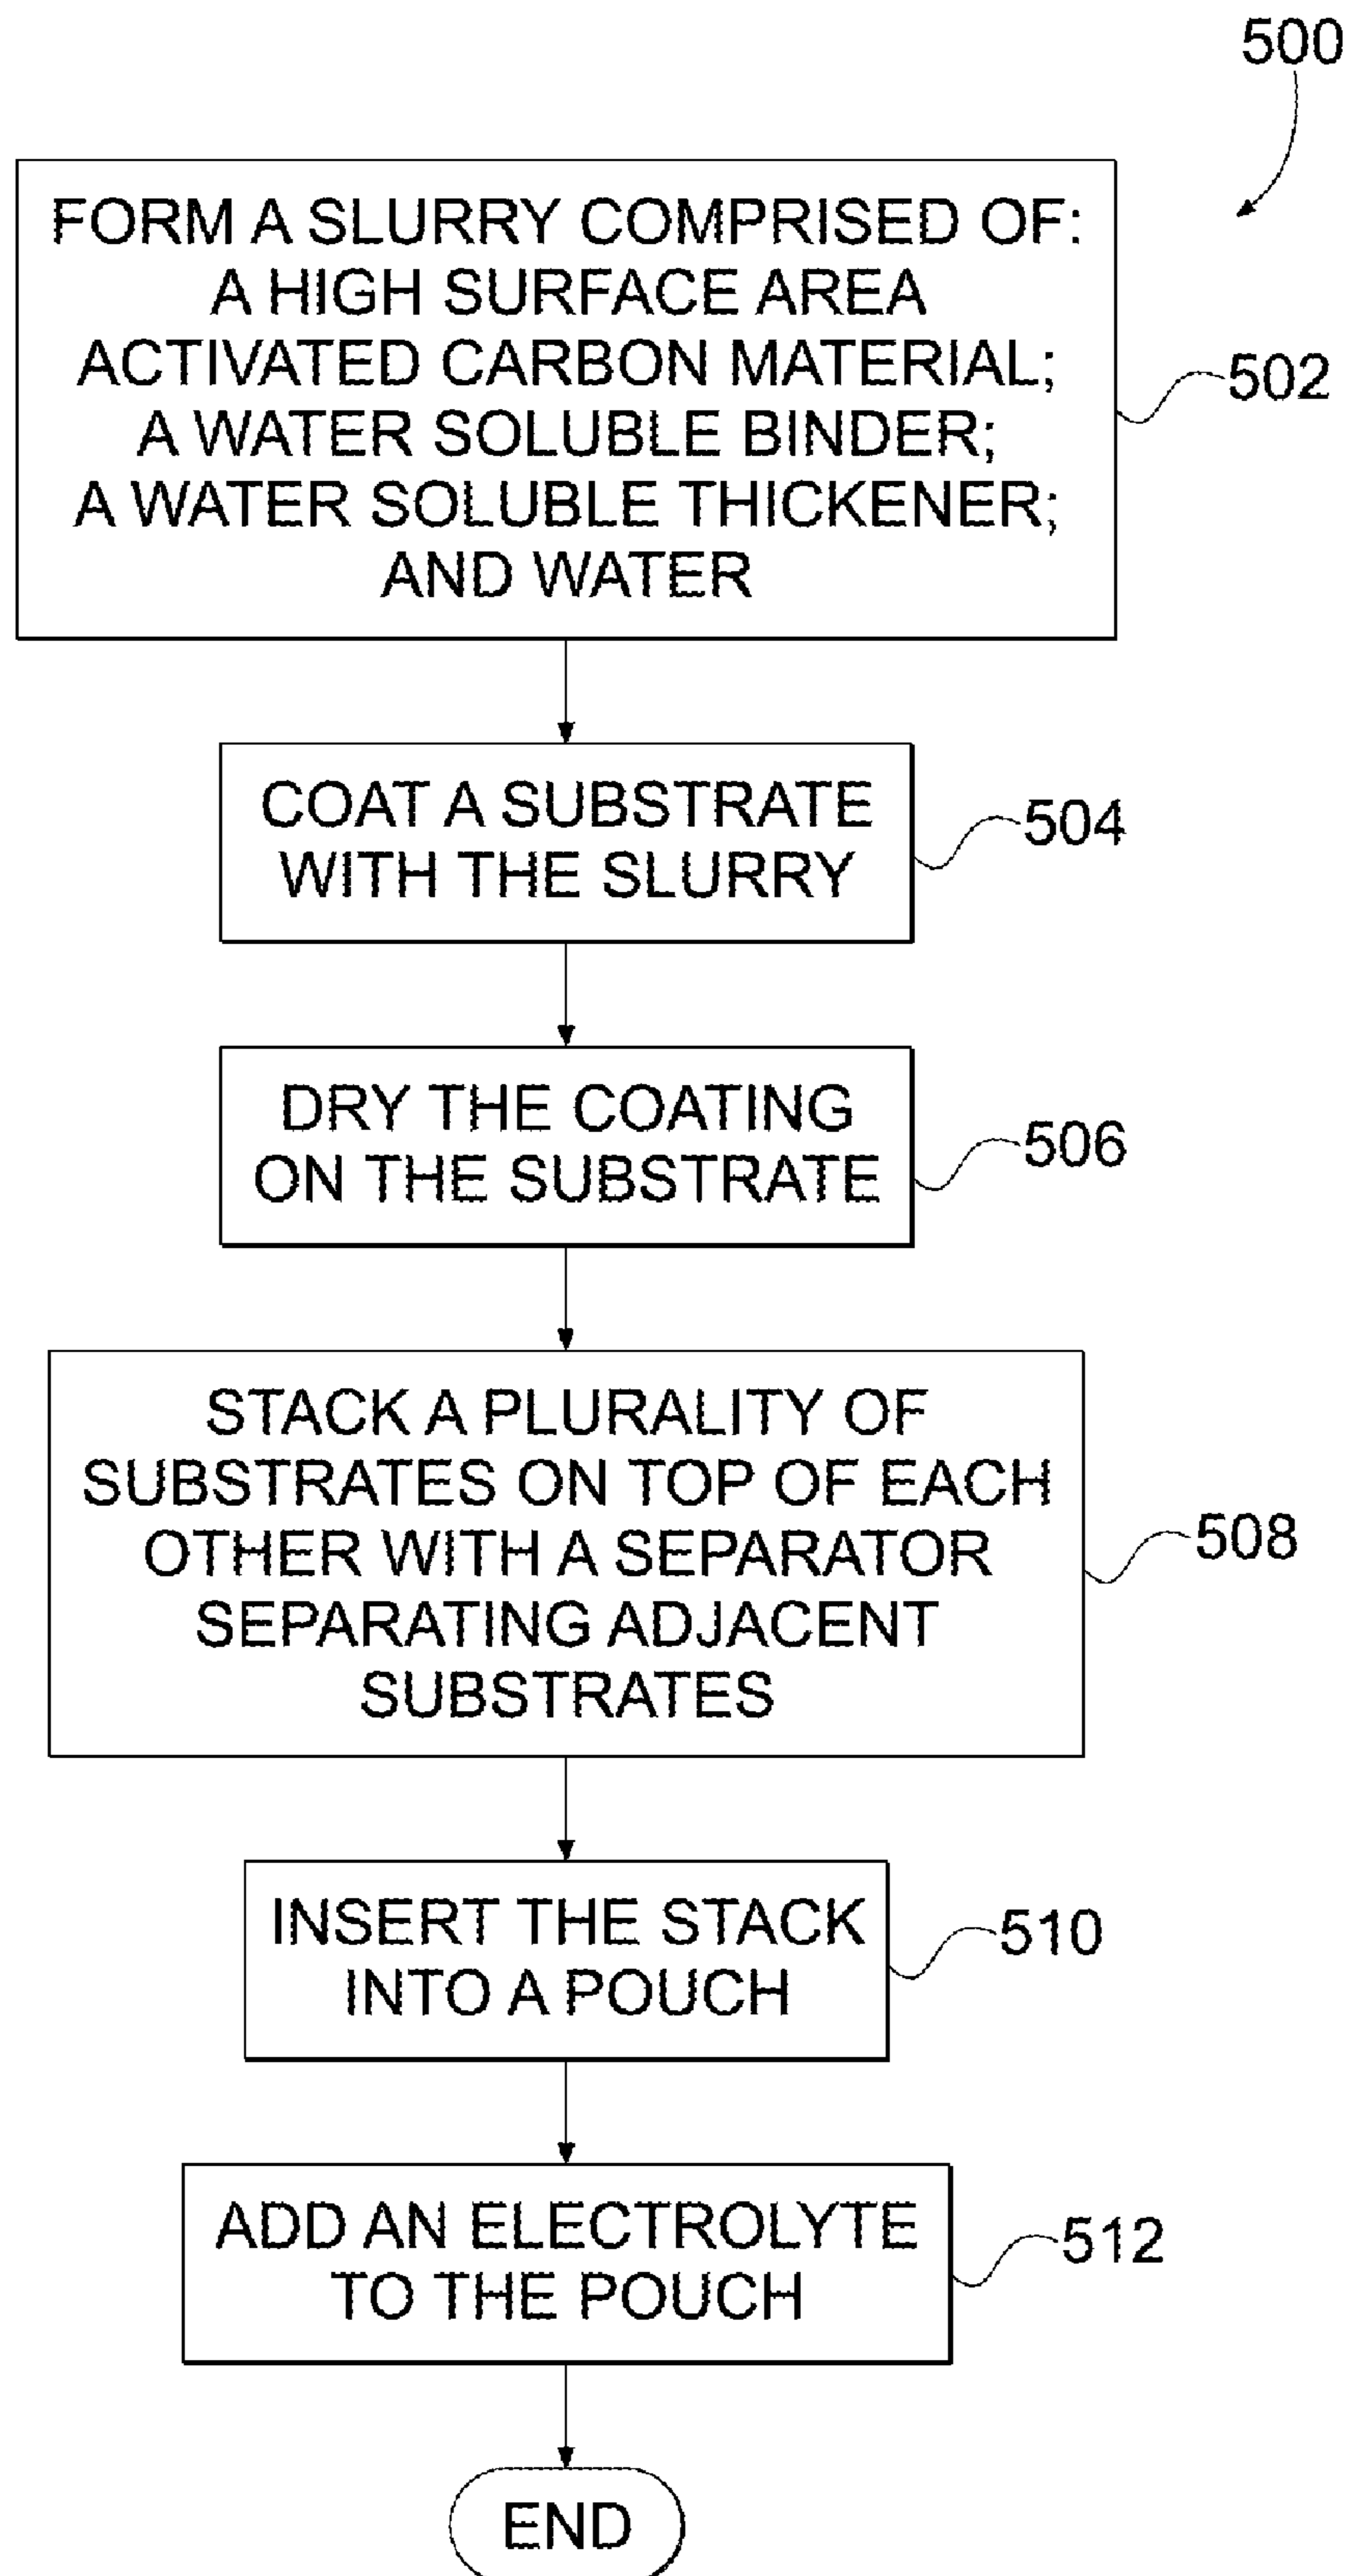 500
FORM A SLURRY COMPRISED OF:
A HIGH SURFACE AREA
ACTIVATED CARBON MATERIAL;
A WATER SOLUBLE BINDER;
A WATER SOLUBLE THICKENER;
AND WATER
502
COAT A SUBSTRATE
WITH THE SLURRY
504
DRY THE COATING
ON THE SUBSTRATE
506
STACK A PLURALITY OF
SUBSTRATES ON TOP OF EACH
OTHER WITH A SEPARATOR
SEPARATING ADJACENT
SUBSTRATES
508
INSERT THE STACK
INTO A POUCH
510
ADD AN ELECTROLYTE
TO THE POUCH
512
END